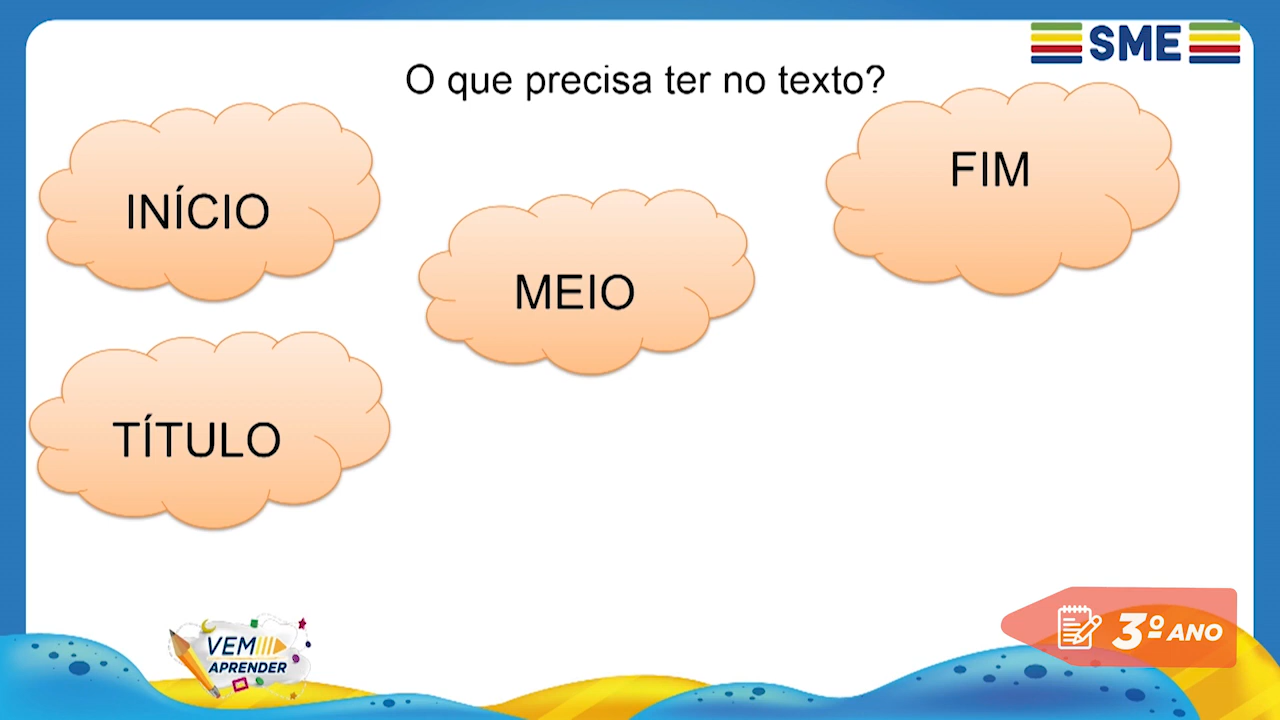 SME
O que precisa ter no texto?
INÍCIO
MEIO
FIM
TÍTULO
VEM
APRENDER
3º ANO